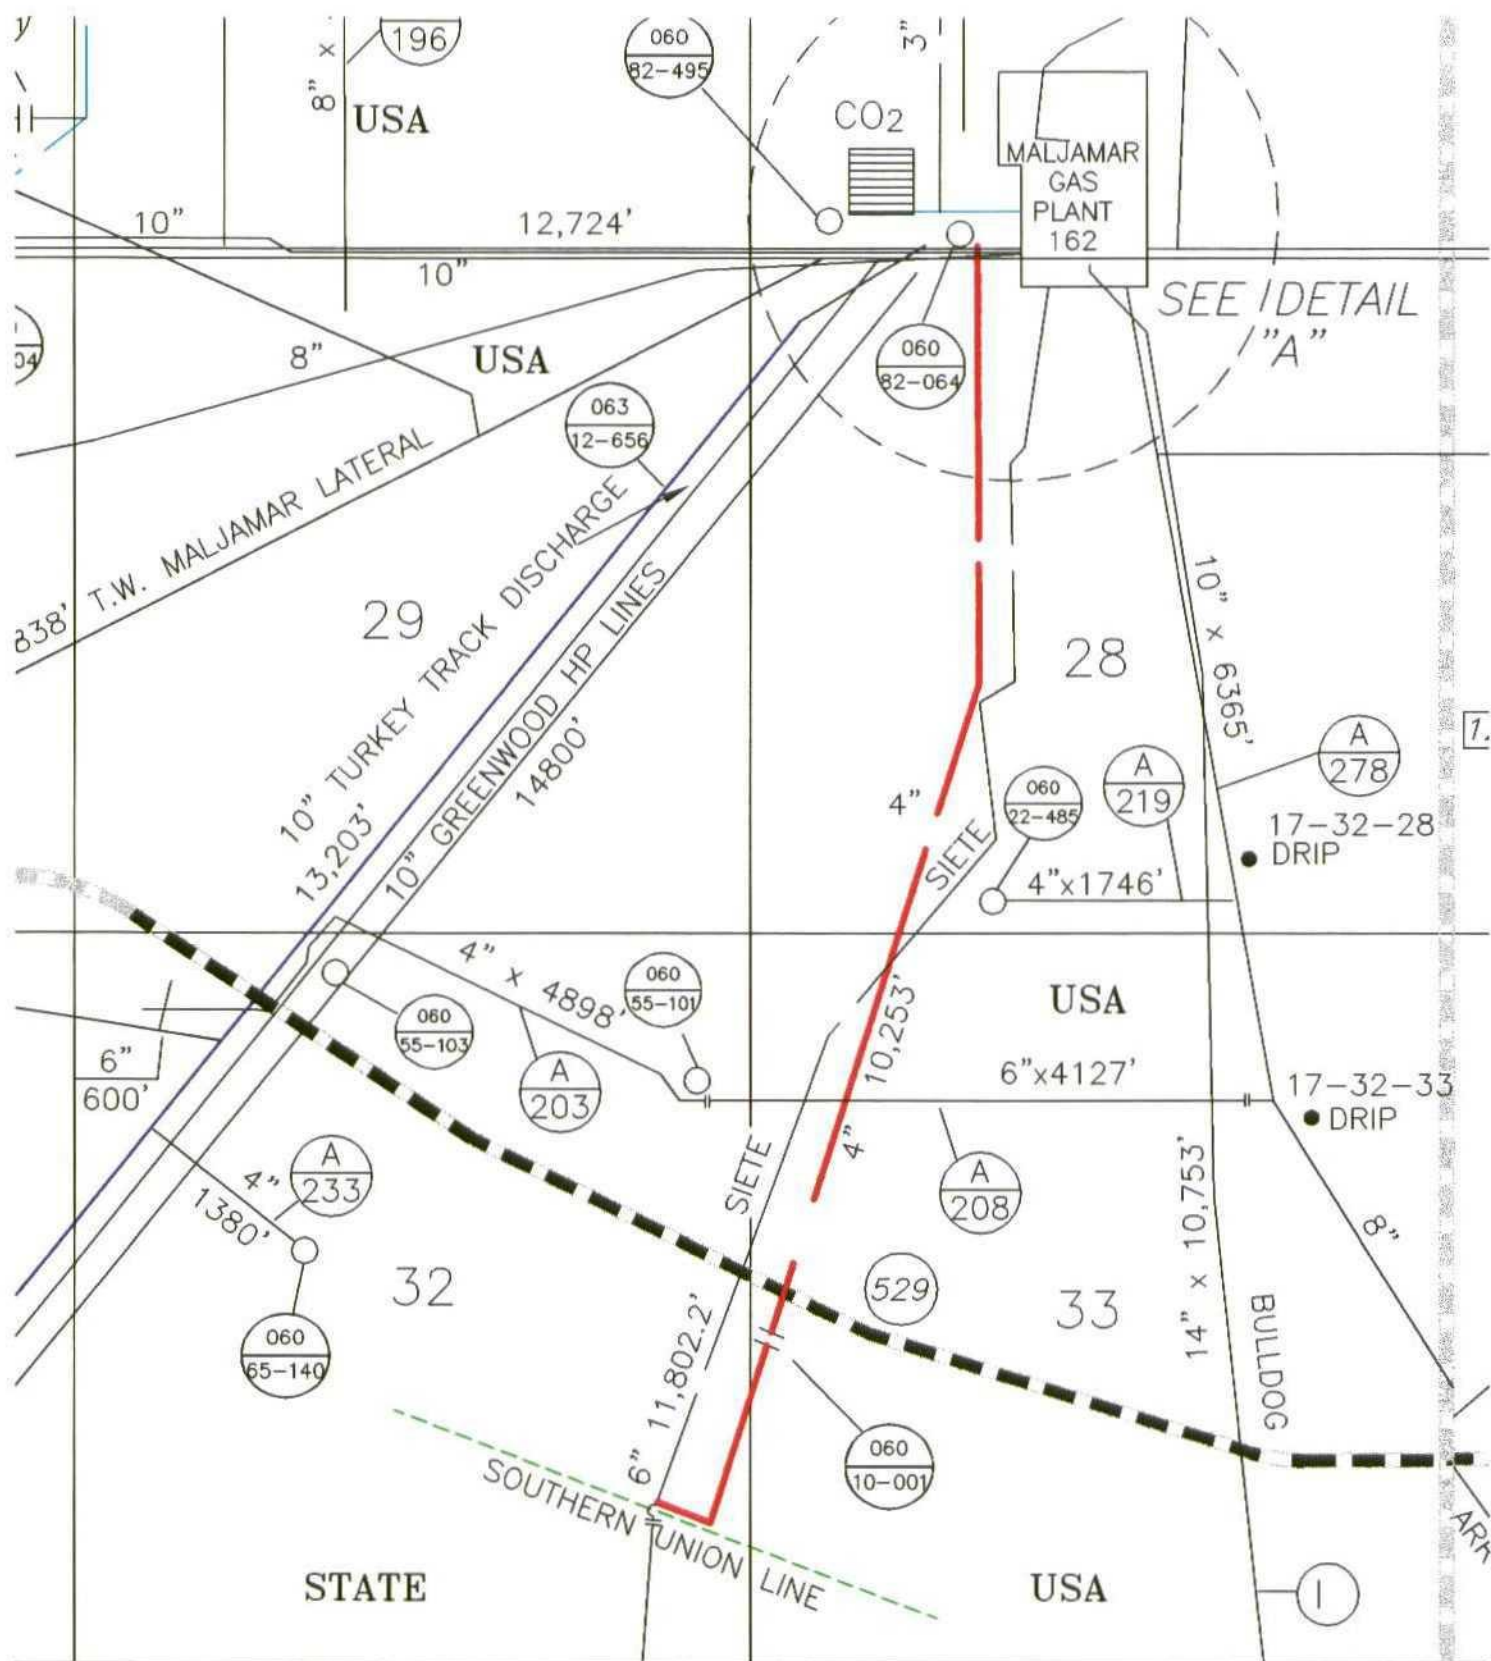 y
8" x
196
USA
060
82-495
3"
CO2
MALJAMAR
GAS
PLANT
162
10"
12,724'
10"
SEE DETAIL
"A"
04
8"
USA
060
82-064
063
12-656
838' T.W. MALJAMAR LATERAL
29
10" TURKEY TRACK DISCHARGE
13,203'
10" GREENWOOD HP LINES
14800'
28
10" x 6365'
A
278
1.
A
219
4"
SIETE
060
22-485
17-32-28
DRIP
4"x1746'
4" x 4898'
060
55-101
060
55-103
A
203
10,253'
USA
6"x4127'
17-32-33
DRIP
6"
600'
4"
SIETE
A
233
4"
1380'
A
208
14" x 10,753'
8"
32
529
33
BULLDOG
060
65-140
6" 11,802.2'
060
10-001
SOUTHERN UNION LINE
ARK
STATE
USA
1